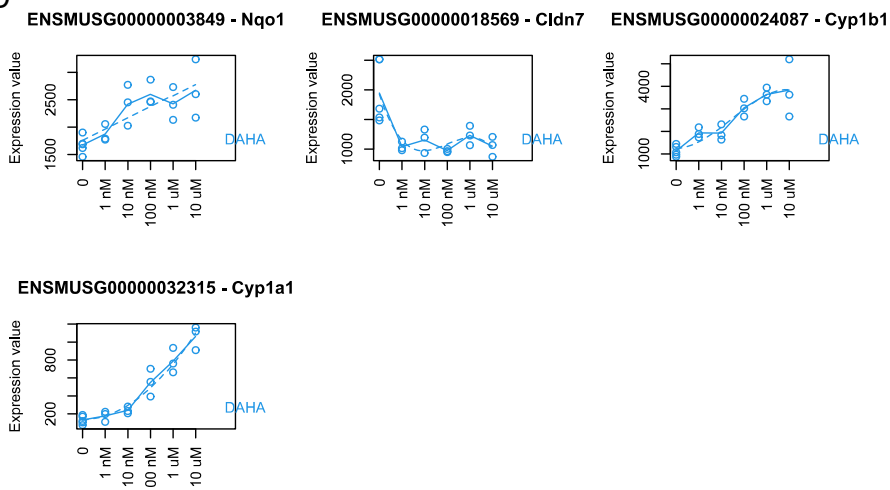 ENSMUSG00000003849 - Nqo1
Expression value
1500
2500
0
1 nM
10 nM
100 nM
1 uM
10 uM
DAHA
ENSMUSG00000018569 - Cldn7
Expression value
1000
2000
0
1 nM
10 nM
100 nM
1 uM
10 uM
DAHA
ENSMUSG00000024087 - Cyp1b1
Expression value
1000
4000
0
1 nM
10 nM
100 nM
1 uM
10 uM
DAHA
ENSMUSG00000032315 - Cyp1a1
Expression value
200
800
0
1 nM
10 nM
00 nM
1 uM
10 uM
DAHA